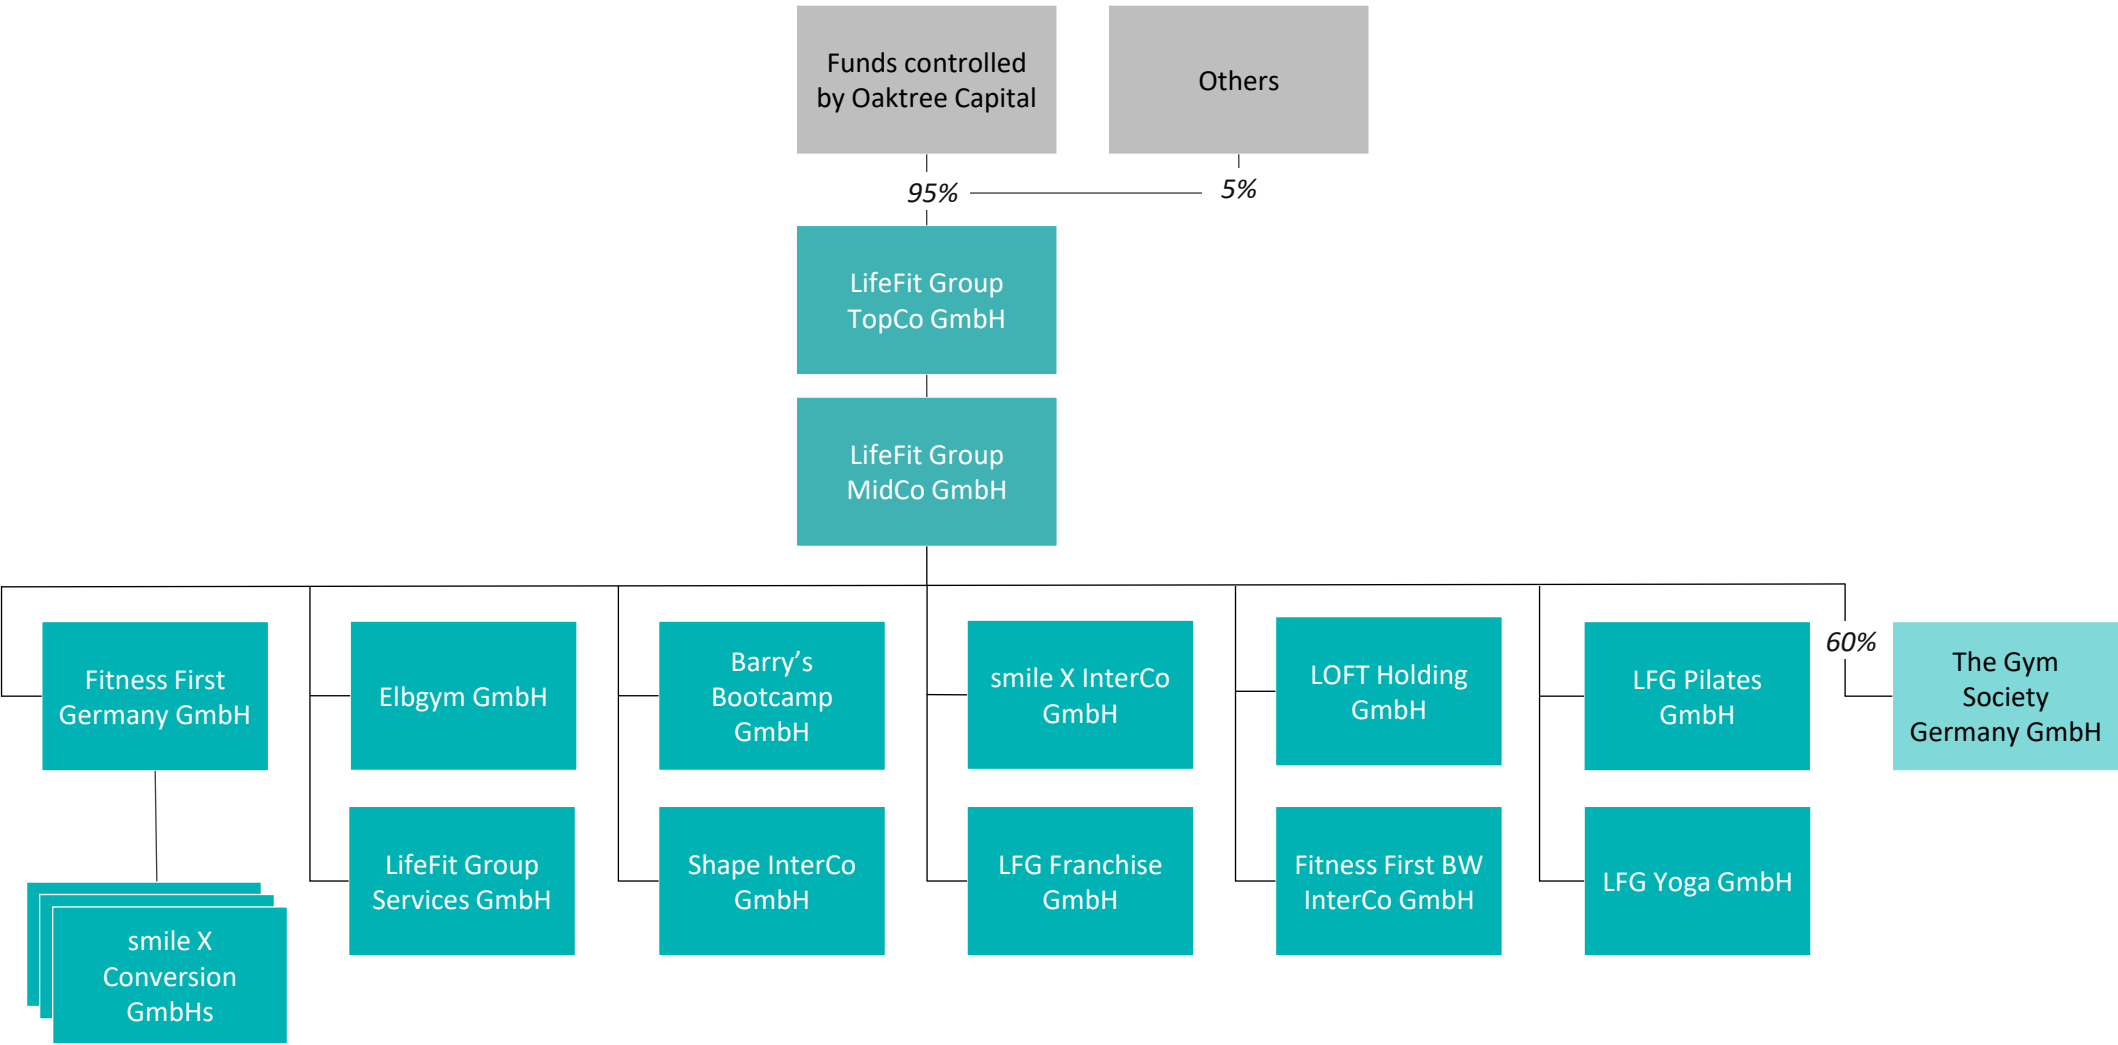 Funds controlled
by Oaktree Capital
Others
95%
5%
LifeFit Group
TopCo GmbH
LifeFit Group
MidCo GmbH
60%
Fitness First
Germany GmbH
Elbgym GmbH
Barry’s
Bootcamp
GmbH
smile X InterCo
GmbH
LOFT Holding
GmbH
LFG Pilates
GmbH
The Gym
Society
Germany GmbH
LifeFit Group
Services GmbH
Shape InterCo
GmbH
LFG Franchise
GmbH
Fitness First BW
InterCo GmbH
LFG Yoga GmbH
smile X
Conversion
GmbHs